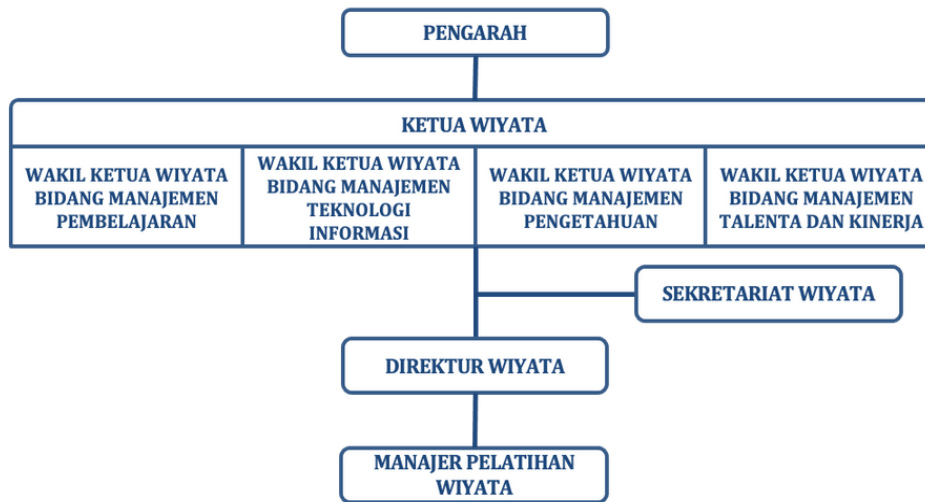 PENGARAH
KETUA WIYATA
WAKIL KETUA WIYATA
BIDANG MANAJEMEN
PEMBELAJARAN
WAKIL KETUA WIYATA
BIDANG MANAJEMEN
TEKNOLOGI
INFORMASI
WAKIL KETUA WIYATA
BIDANG MANAJEMEN
PENGETAHUAN
WAKIL KETUA WIYATA
BIDANG MANAJEMEN
TALENTA DAN KINERJA
SEKRETARIAT WIYATA
DIREKTUR WIYATA
MANAJER PELATIHAN
WIYATA